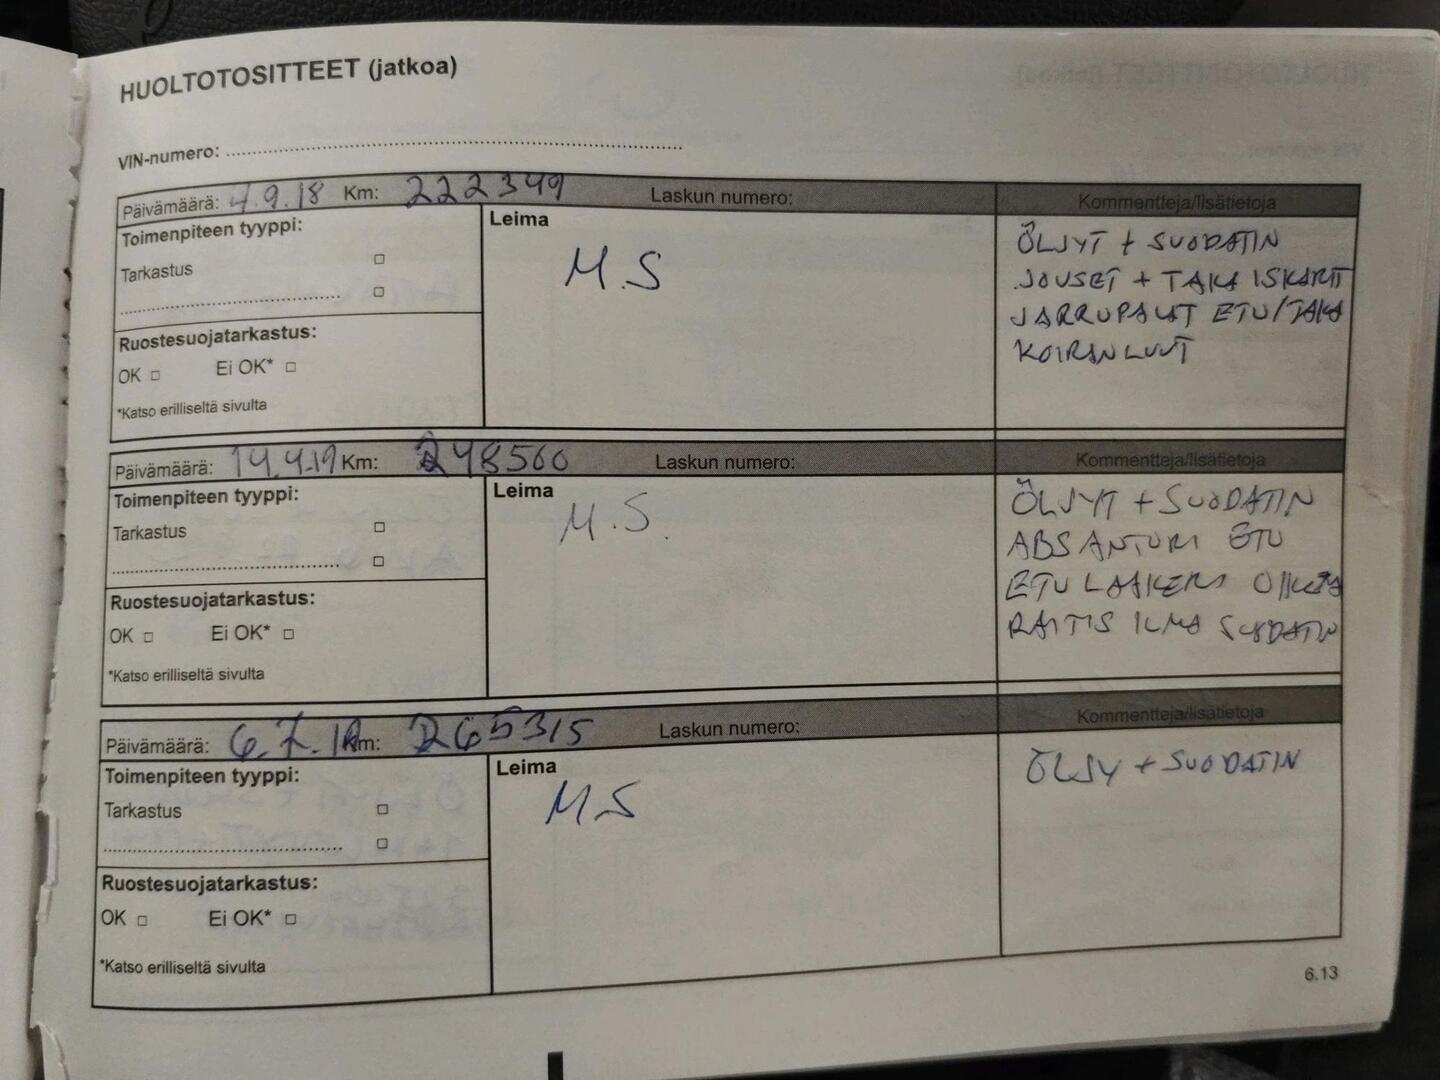 HUOLTOTOSITTEET (jatkoa)
VIN-numero:
Päivämäärä: 4.9.18 Km: 222349 Laskun numero: Kommentteja/lisätietoja
Toimenpiteen tyyppi:
Tarkastus
Ruostesuojatarkastus:
OK Ei OK*
*Katso erilliseltä sivulta
Leima
M.S
ÖLJYT + SUODATIN
JOUSET + TAKA ISKARIT
JARRUPALAT ETU/TAKA
KOIRANLUUT
Päivämäärä: 14.4.19 Km: 248560 Laskun numero: Kommentteja/lisätietoja
Toimenpiteen tyyppi:
Tarkastus
Ruostesuojatarkastus:
OK Ei OK*
*Katso erilliseltä sivulta
Leima
M.S.
ÖLJYT + SUODATIN
ABS ANTURI ETU
ETU LAAKERI OIKEA
RAITIS ILMA SUODATIN
Päivämäärä: 6.7.19 Km: 265315 Laskun numero: Kommentteja/lisätietoja
Toimenpiteen tyyppi:
Tarkastus
Ruostesuojatarkastus:
OK Ei OK*
*Katso erilliseltä sivulta
Leima
M.S
ÖLJY + SUODATIN
6.13